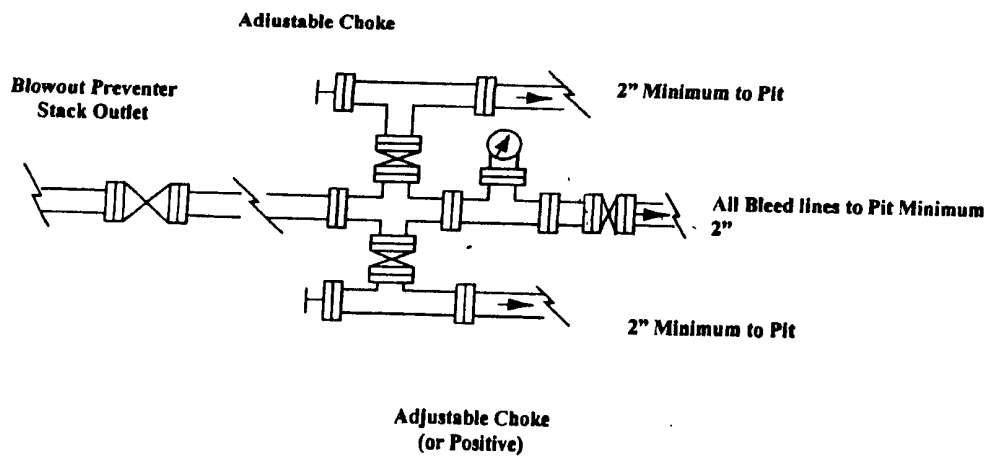 Adjustable Choke
Blowout Preventer
Stack Outlet
2” Minimum to Pit
All Bleed lines to Pit Minimum
2”
2” Minimum to Pit
Adjustable Choke
(or Positive)